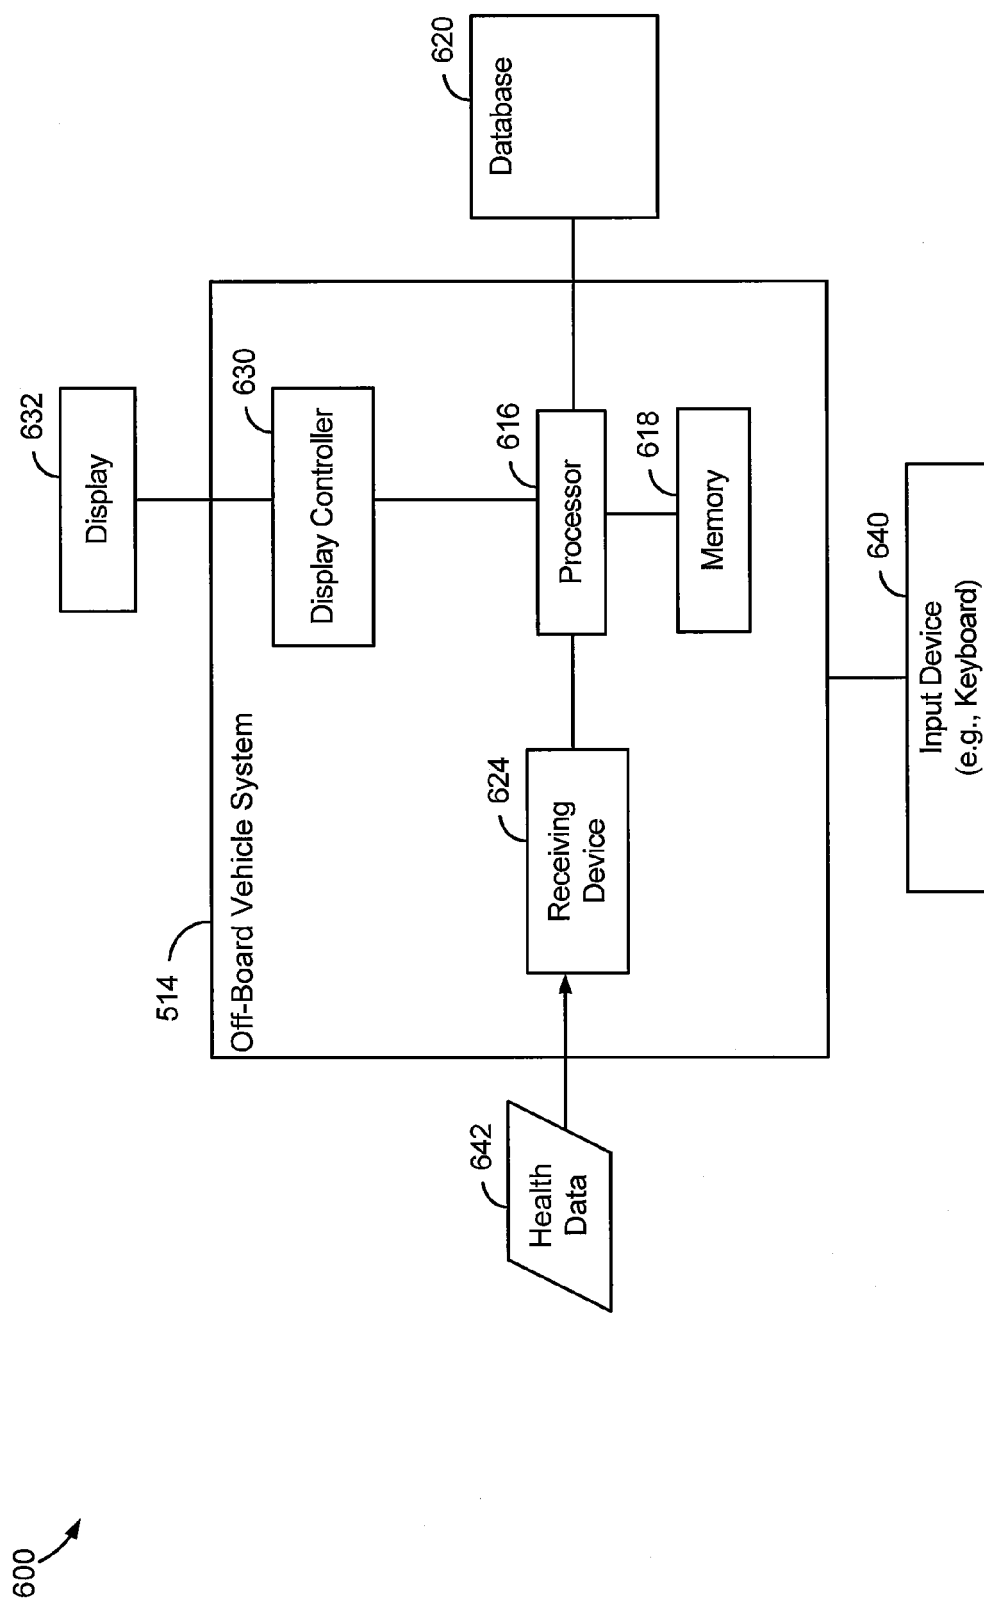 600
632
Display
514
Off-Board Vehicle System
630
Display Controller
620
Database
642
Health
Data
624
Receiving
Device
616
Processor
618
Memory
640
Input Device
(e.g., Keyboard)